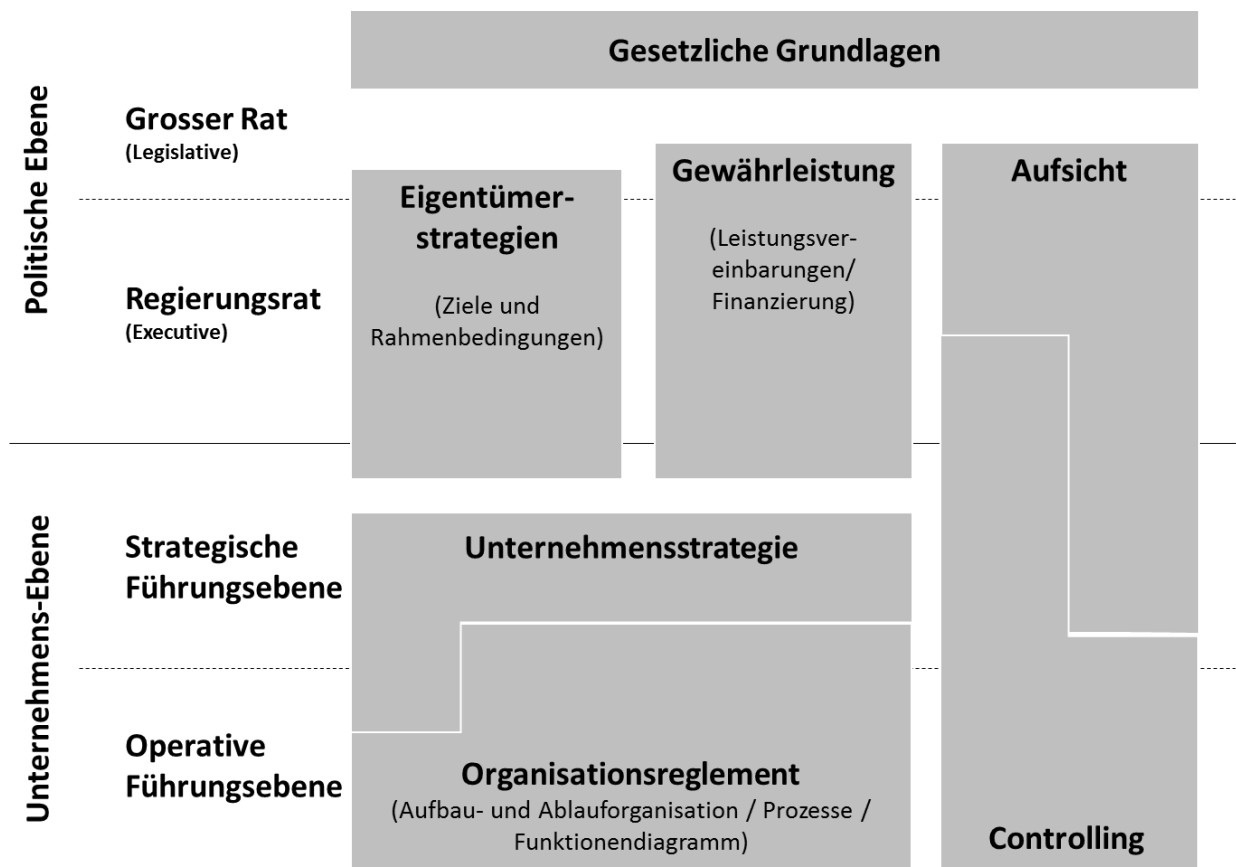 Gesetzliche Grundlagen
Politische Ebene
Grosser Rat
(Legislative)
Regierungsrat
(Executive)
Eigentümer-
strategien
(Ziele und
Rahmenbedingungen)
Gewährleistung
(Leistungsver-
einbarungen/
Finanzierung)
Aufsicht
Unternehmens-Ebene
Strategische
Führungsebene
Operative
Führungsebene
Unternehmensstrategie
Organisationsreglement
(Aufbau- und Ablauforganisation / Prozesse /
Funktionendiagramm)
Controlling